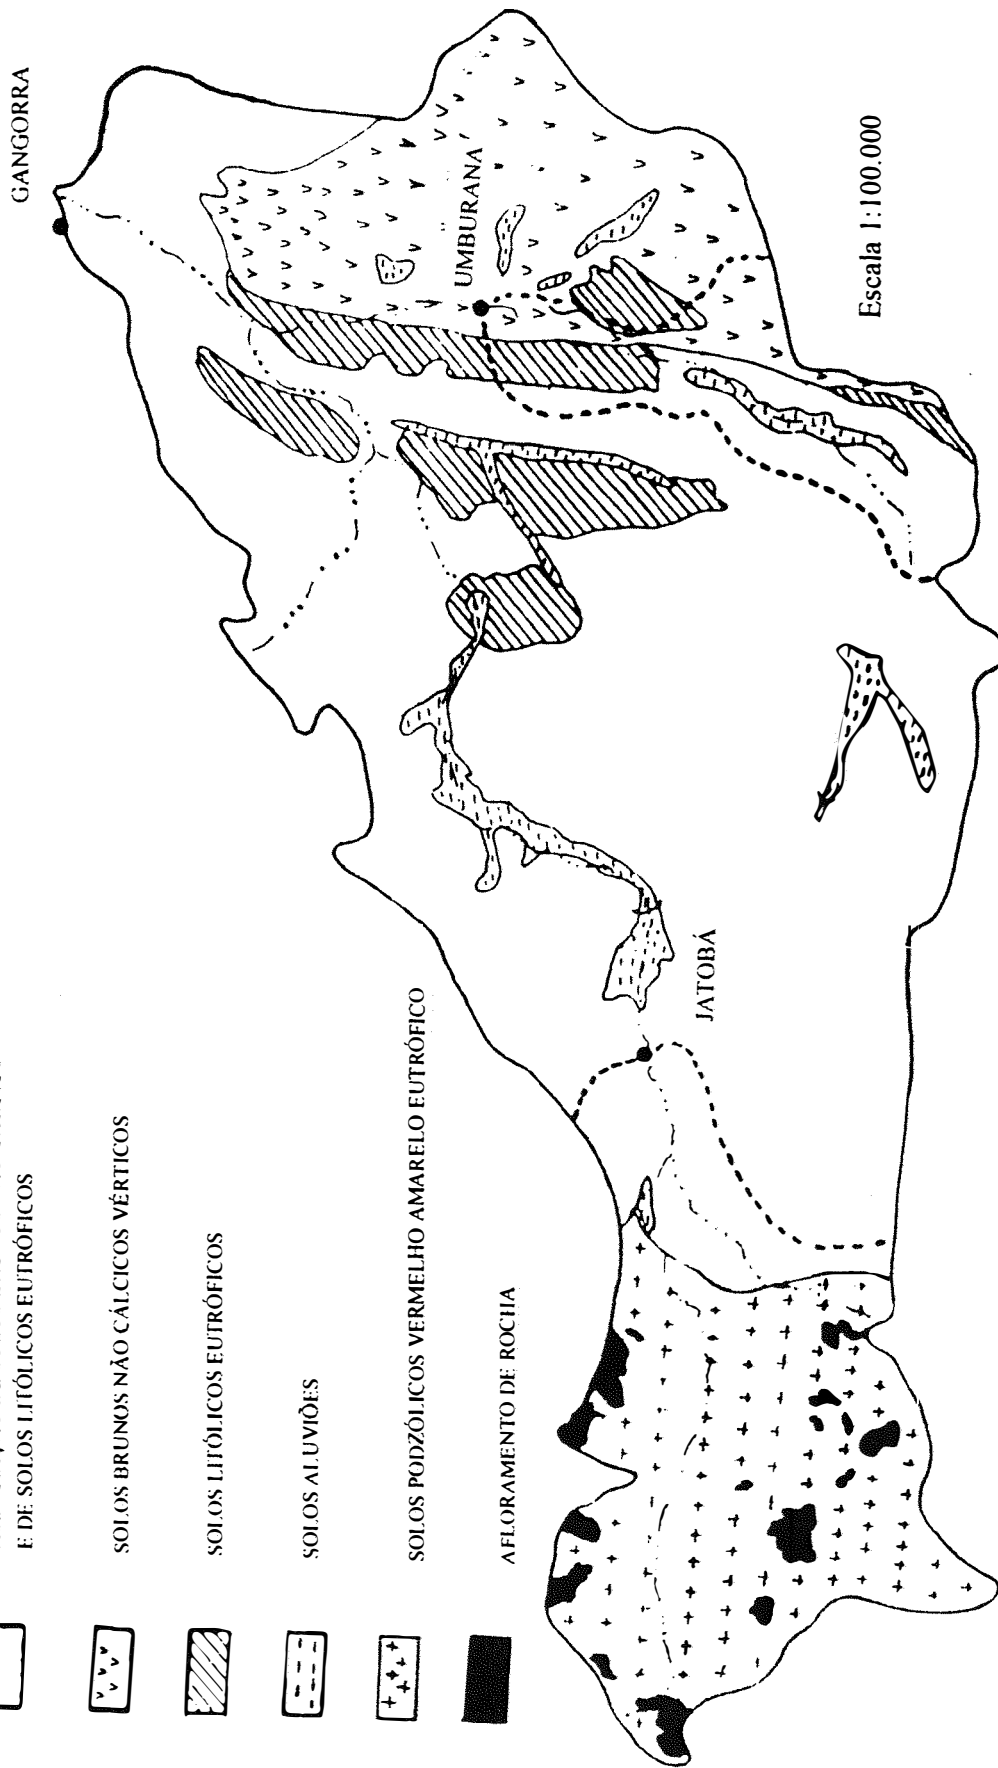 E DE SOLOS LITÓLICOS EUTRÓFICOS
SOLOS BRUNOS NÃO CÁLCICOS VÉRTICOS
SOLOS LITÓLICOS EUTRÓFICOS
SOLOS ALUVIÕES
SOLOS PODZÓLICOS VERMELHO AMARELO EUTRÓFICO
AFLORAMENTO DE ROCHA
GANGORRA
UMBURANA
JATOBÁ
Escala 1:100.000